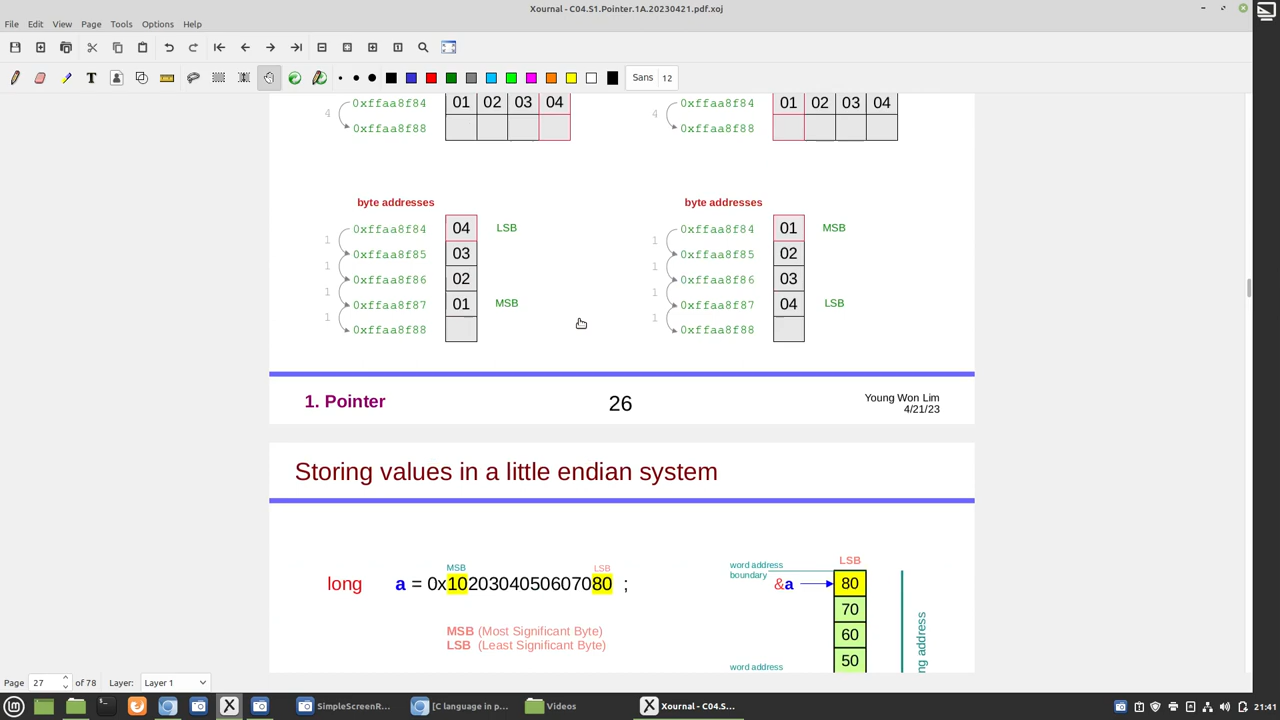 Xournal - C04.S1.Pointer.1A.20230421.pdf.xoj
File Edit View Page Tools Options Help
T Sans 12
4 0xffaa8f84 01 02 03 04
0xffaa8f88
4 0xffaa8f84 01 02 03 04
0xffaa8f88
byte addresses
0xffaa8f84 04 LSB
1
0xffaa8f85 03
1
0xffaa8f86 02
1
0xffaa8f87 01 MSB
1
0xffaa8f88
byte addresses
0xffaa8f84 01 MSB
1
0xffaa8f85 02
1
0xffaa8f86 03
1
0xffaa8f87 04 LSB
1
0xffaa8f88
1. Pointer 26 Young Won Lim
4/21/23
Storing values in a little endian system
MSB LSB
long a = 0x1020304050607080 ;
MSB (Most Significant Byte)
LSB (Least Significant Byte)
LSB
word address
boundary
&a 80
70
60
50
word address
ng address
Page 27 of 78 Layer: Layer 1
SimpleScreenR... [C language in p... Videos Xournal - C04.S... 21:41